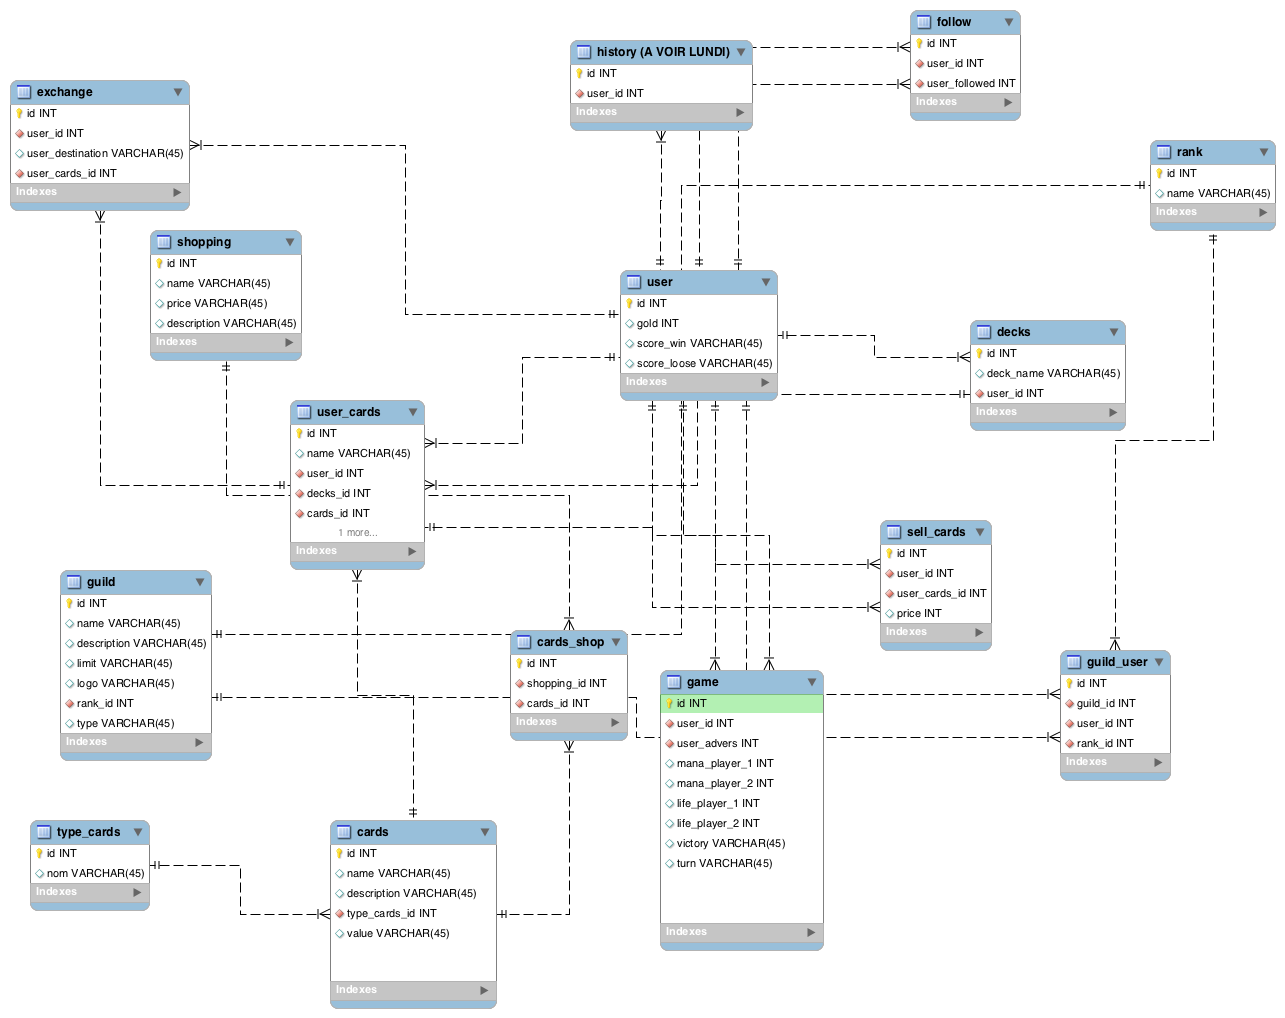 follow
id INT
user_id INT
user_followed INT
Indexes
history (A VOIR LUNDI)
id INT
user_id INT
Indexes
exchange
id INT
user_id INT
user_destination VARCHAR(45)
user_cards_id INT
Indexes
rank
id INT
name VARCHAR(45)
Indexes
shopping
id INT
name VARCHAR(45)
price VARCHAR(45)
description VARCHAR(45)
Indexes
user
id INT
gold INT
score_win VARCHAR(45)
score_loose VARCHAR(45)
Indexes
decks
id INT
deck_name VARCHAR(45)
user_id INT
Indexes
user_cards
id INT
name VARCHAR(45)
user_id INT
decks_id INT
cards_id INT
1 more...
Indexes
sell_cards
id INT
user_id INT
user_cards_id INT
price INT
Indexes
guild
id INT
name VARCHAR(45)
description VARCHAR(45)
limit VARCHAR(45)
logo VARCHAR(45)
rank_id INT
type VARCHAR(45)
Indexes
cards_shop
id INT
shopping_id INT
cards_id INT
Indexes
guild_user
id INT
guild_id INT
user_id INT
rank_id INT
Indexes
game
id INT
user_id INT
user_advers INT
mana_player_1 INT
mana_player_2 INT
life_player_1 INT
life_player_2 INT
victory VARCHAR(45)
turn VARCHAR(45)
Indexes
type_cards
id INT
nom VARCHAR(45)
Indexes
cards
id INT
name VARCHAR(45)
description VARCHAR(45)
type_cards_id INT
value VARCHAR(45)
Indexes